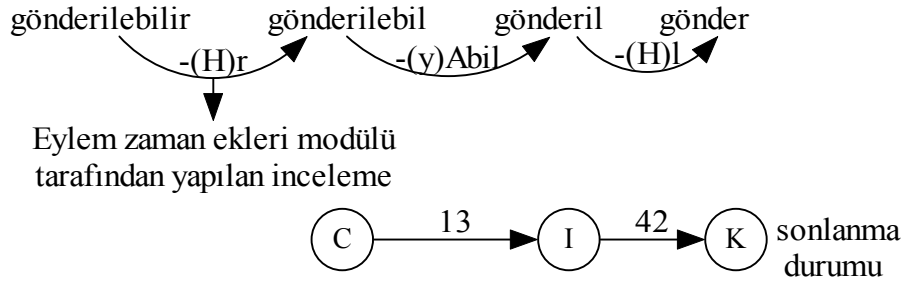 gönderilebilir gönderilebil gönderil gönder
-(H)r -(y)Abil -(H)l
Eylem zaman ekleri modülü
tarafından yapılan inceleme
C 13 I 42 K sonlanma
durumu